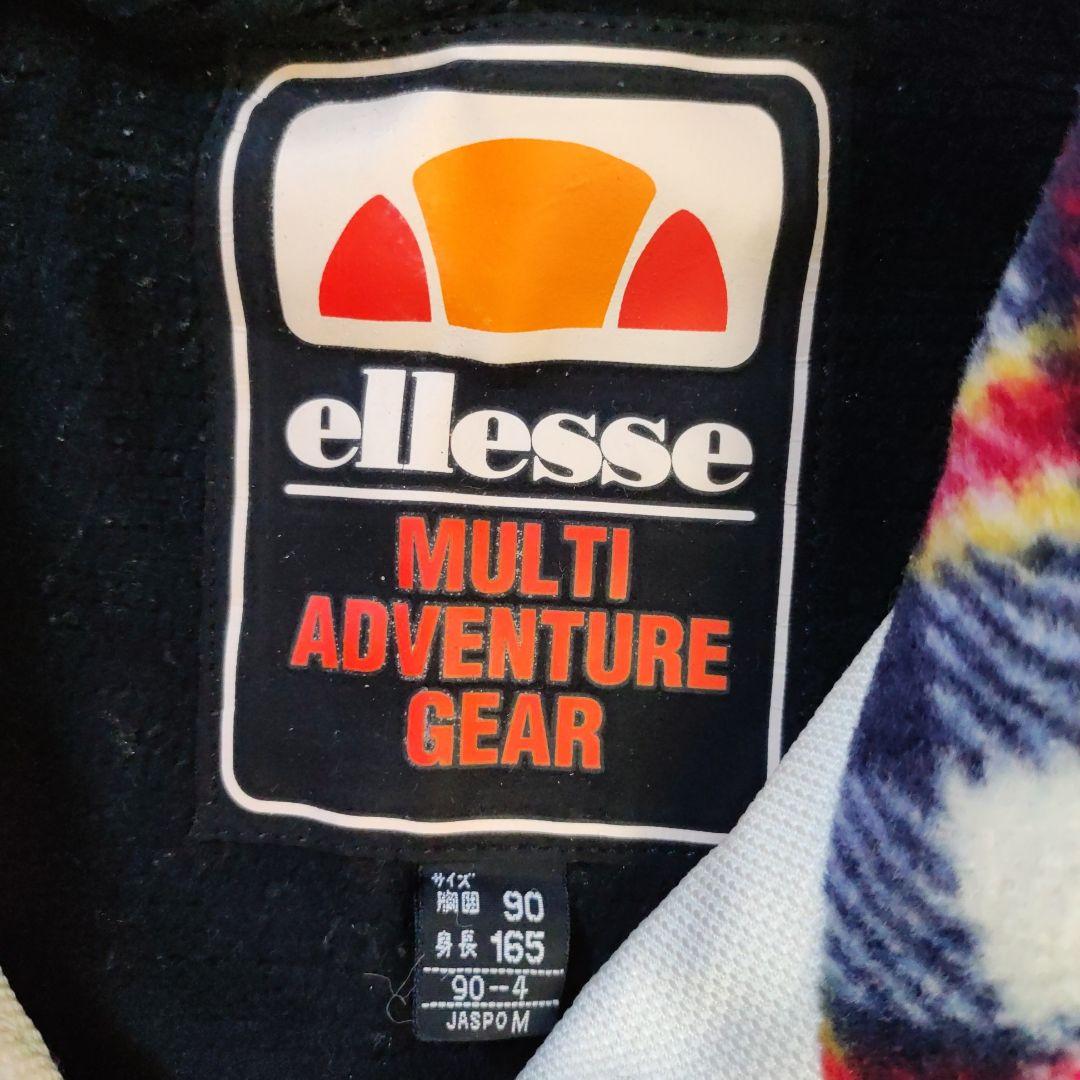 ellesse
MULTI
ADVENTURE
GEAR
サイズ
胸囲 90
身長 165
90-4
JASPO M